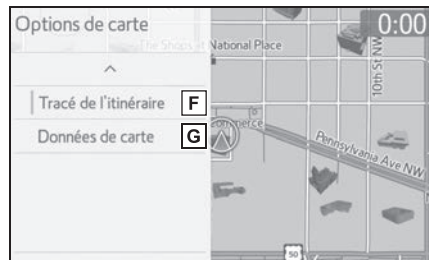 Options de carte
0:00
The Shops at National Place
10th St NW
Tracé de l'itinéraire F
Commerce
Données de carte G
Pennsylvania Ave NW
50